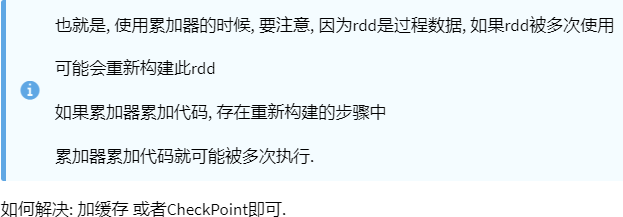 也就是, 使用累加器的时候, 要注意, 因为rdd是过程数据, 如果rdd被多次使用
可能会重新构建此rdd
如果累加器累加代码, 存在重新构建的步骤中
累加器累加代码就可能被多次执行.
如何解决: 加缓存 或者CheckPoint即可.